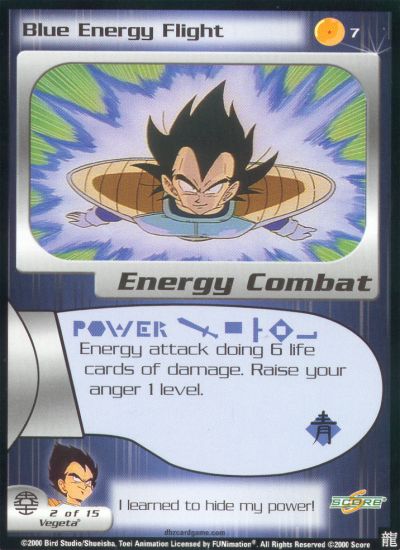 Blue Energy Flight
7
Energy Combat
POWER
Energy attack doing 6 life
cards of damage. Raise your
anger 1 level.
青
2 of 15
Vegeta
I learned to hide my power!
SCORE
dbzcardgame.com
©2000 Bird Studio/Shueisha, Toei Animation Licensed by FUNimation® All Rights Reserved ©2000 Score
龍